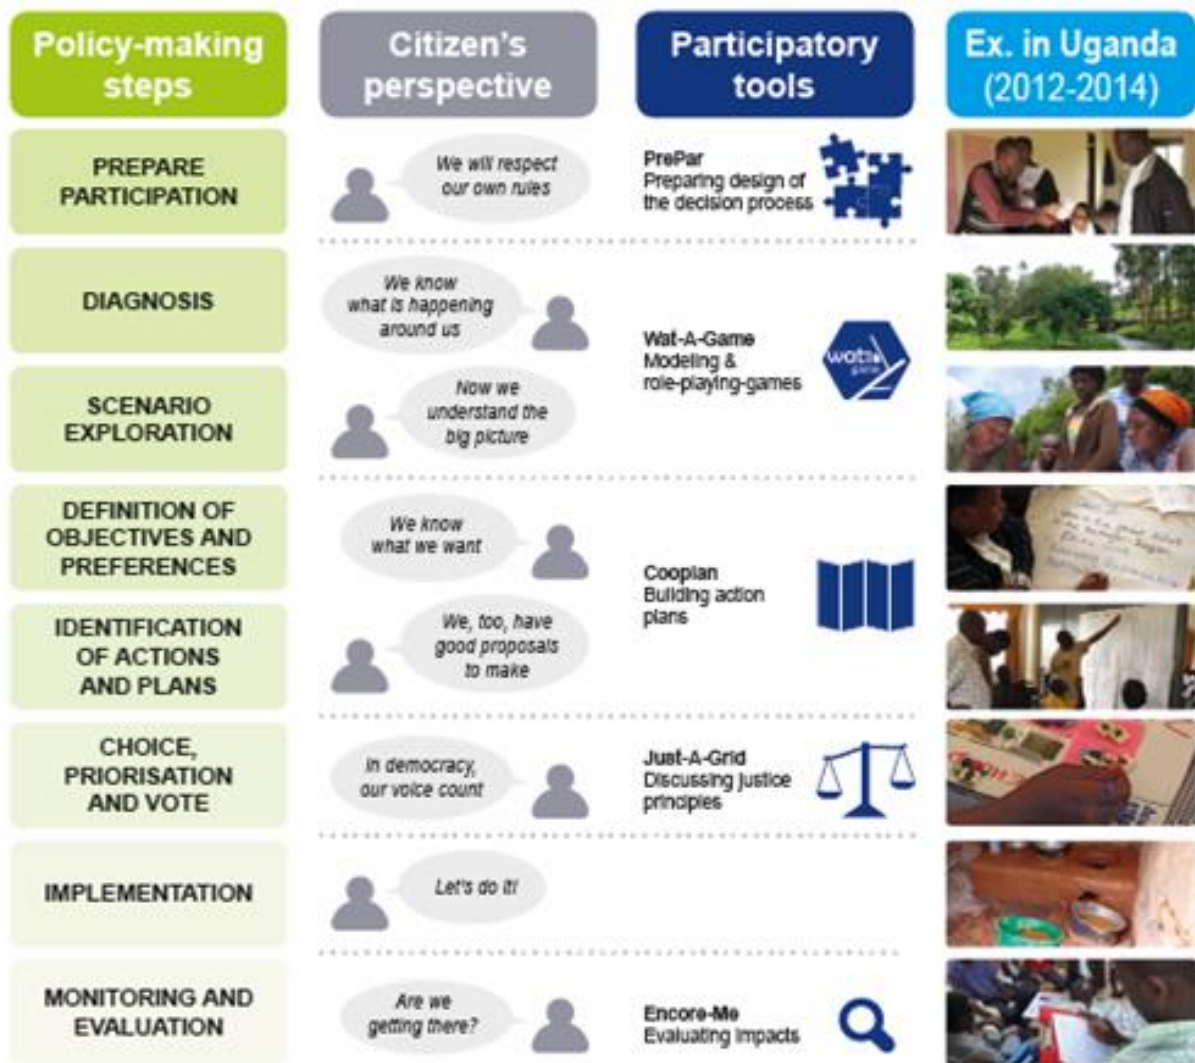 Policy-making
steps
Citizen's
perspective
Participatory
tools
Ex. in Uganda
(2012-2014)
PREPARE
PARTICIPATION
We will respect
our own rules
PrePar
Preparing design of
the decision process
DIAGNOSIS
We know
what is happening
around us
Wat-A-Game
Modeling &
role-playing-games
wata
game
SCENARIO
EXPLORATION
Now we
understand the
big picture
DEFINITION OF
OBJECTIVES AND
PREFERENCES
We know
what we want
Cooplan
Building action
plans
IDENTIFICATION
OF ACTIONS
AND PLANS
We, too, have
good proposals
to make
CHOICE,
PRIORISATION
AND VOTE
In democracy,
our voice count
Just-A-Grid
Discussing justice
principles
IMPLEMENTATION
Let's do it!
MONITORING AND
EVALUATION
Are we
getting there?
Encore-Me
Evaluating impacts